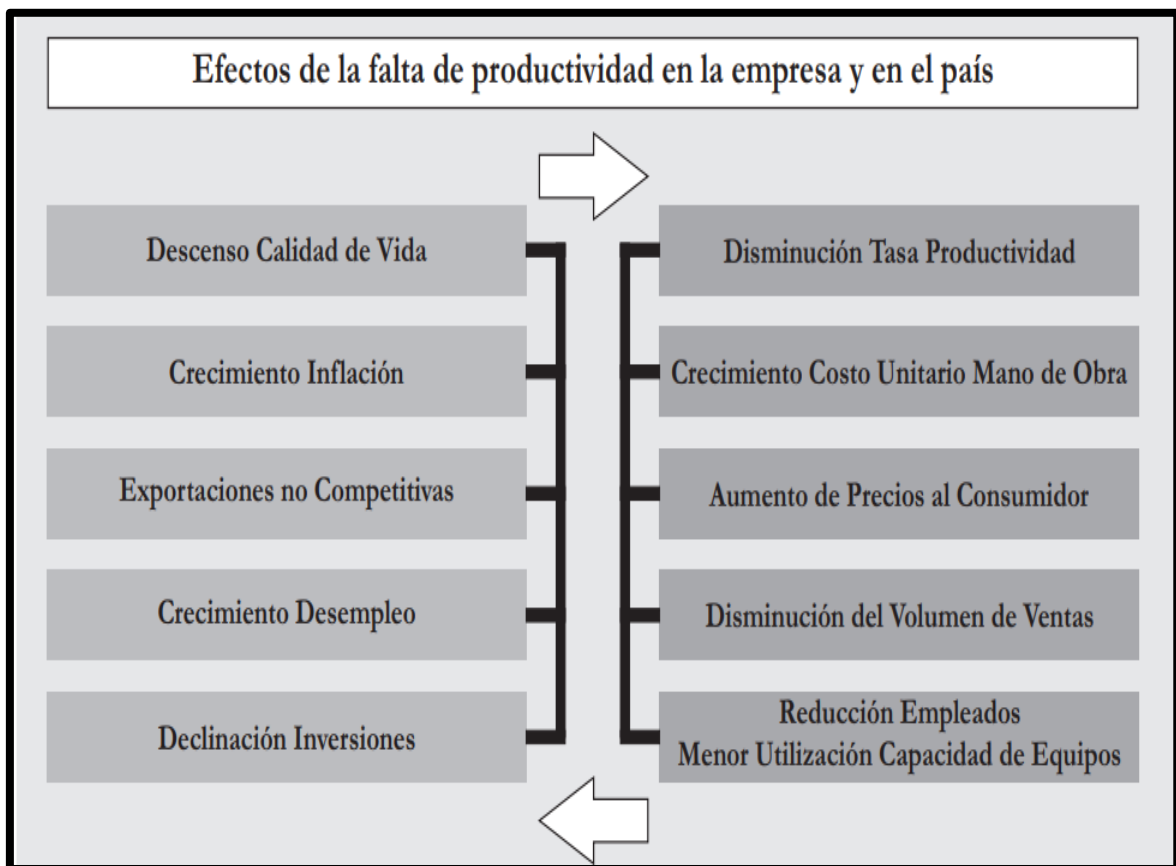 Efectos de la falta de productividad en la empresa y en el país
Descenso Calidad de Vida
Crecimiento Inflación
Exportaciones no Competitivas
Crecimiento Desempleo
Declinación Inversiones
Disminución Tasa Productividad
Crecimiento Costo Unitario Mano de Obra
Aumento de Precios al Consumidor
Disminución del Volumen de Ventas
Reducción Empleados
Menor Utilización Capacidad de Equipos